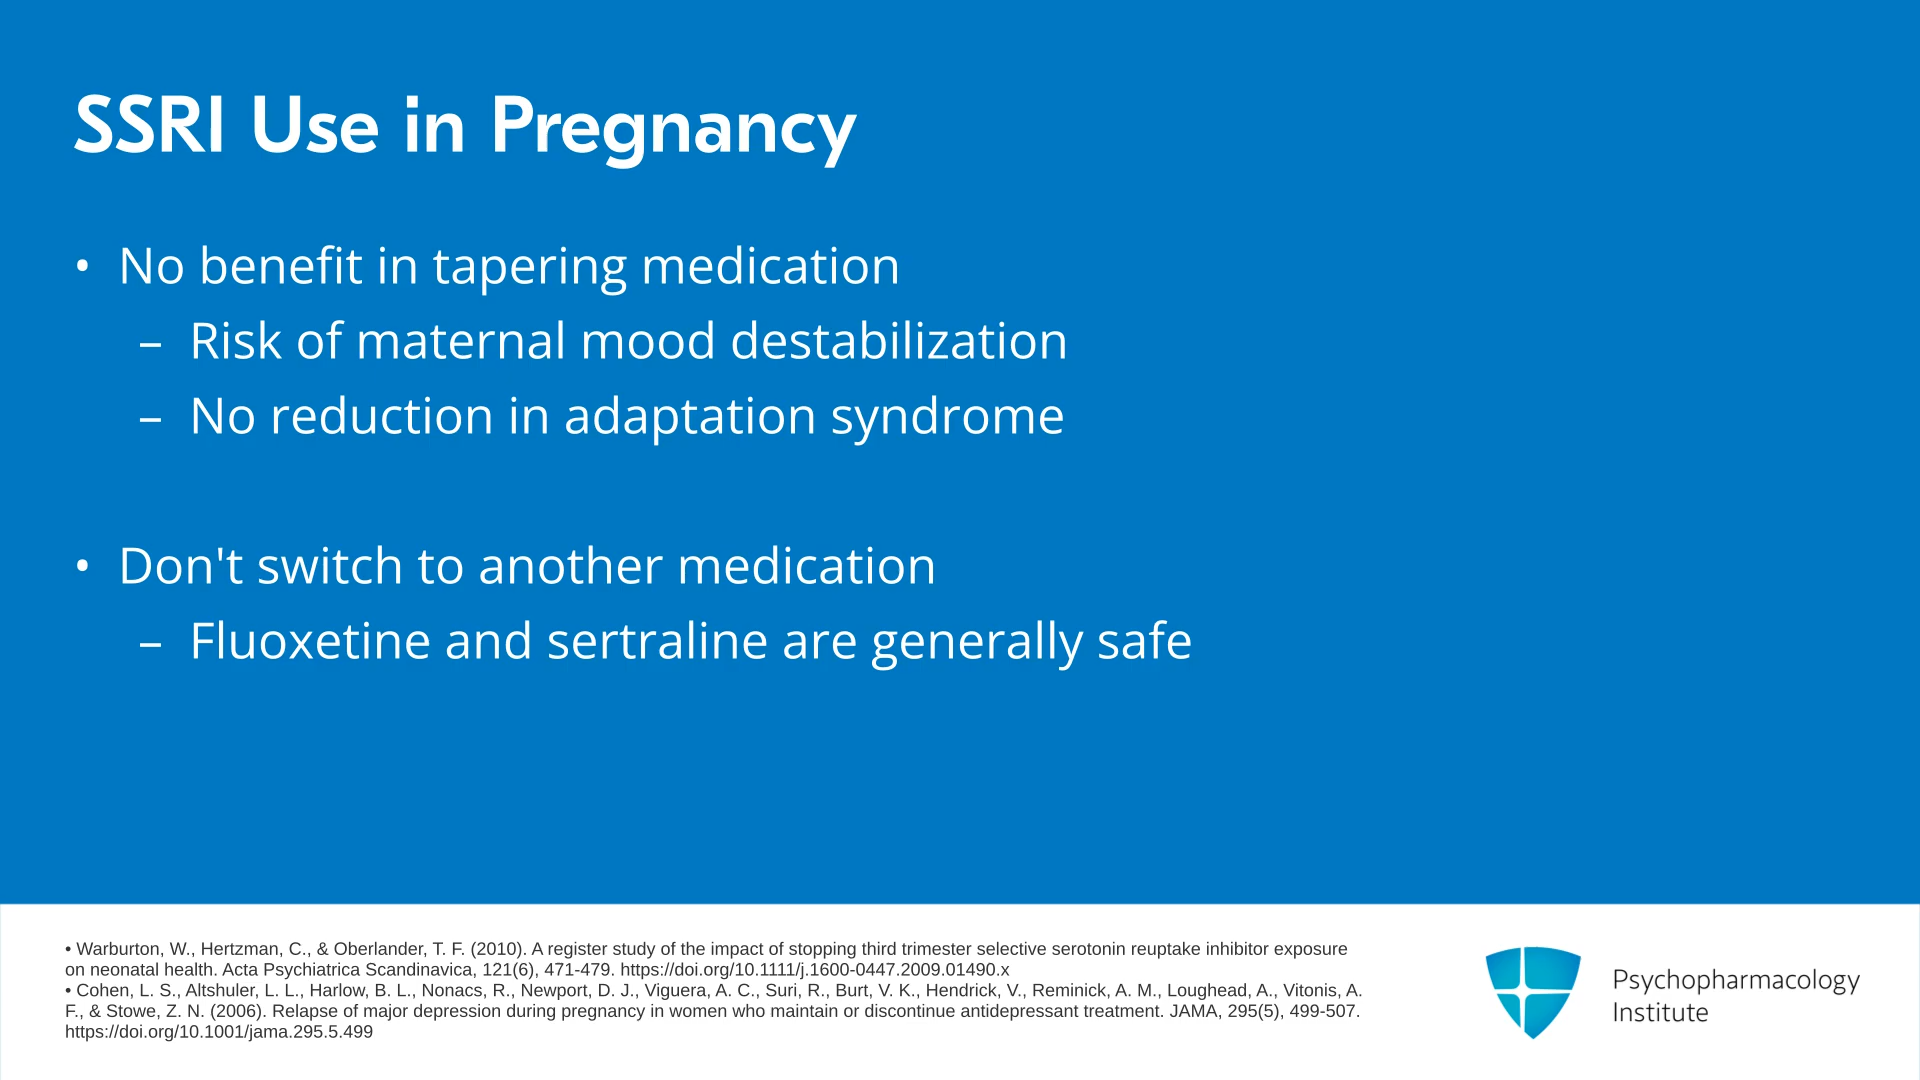 SSRI Use in Pregnancy
• No benefit in tapering medication
– Risk of maternal mood destabilization
– No reduction in adaptation syndrome
• Don't switch to another medication
– Fluoxetine and sertraline are generally safe
• Warburton, W., Hertzman, C., & Oberlander, T. F. (2010). A register study of the impact of stopping third trimester selective serotonin reuptake inhibitor exposure
on neonatal health. Acta Psychiatrica Scandinavica, 121(6), 471-479. https://doi.org/10.1111/j.1600-0447.2009.01490.x
• Cohen, L. S., Altshuler, L. L., Harlow, B. L., Nonacs, R., Newport, D. J., Viguera, A. C., Suri, R., Burt, V. K., Hendrick, V., Reminick, A. M., Loughead, A., Vitonis, A.
F., & Stowe, Z. N. (2006). Relapse of major depression during pregnancy in women who maintain or discontinue antidepressant treatment. JAMA, 295(5), 499-507.
https://doi.org/10.1001/jama.295.5.499
Psychopharmacology
Institute